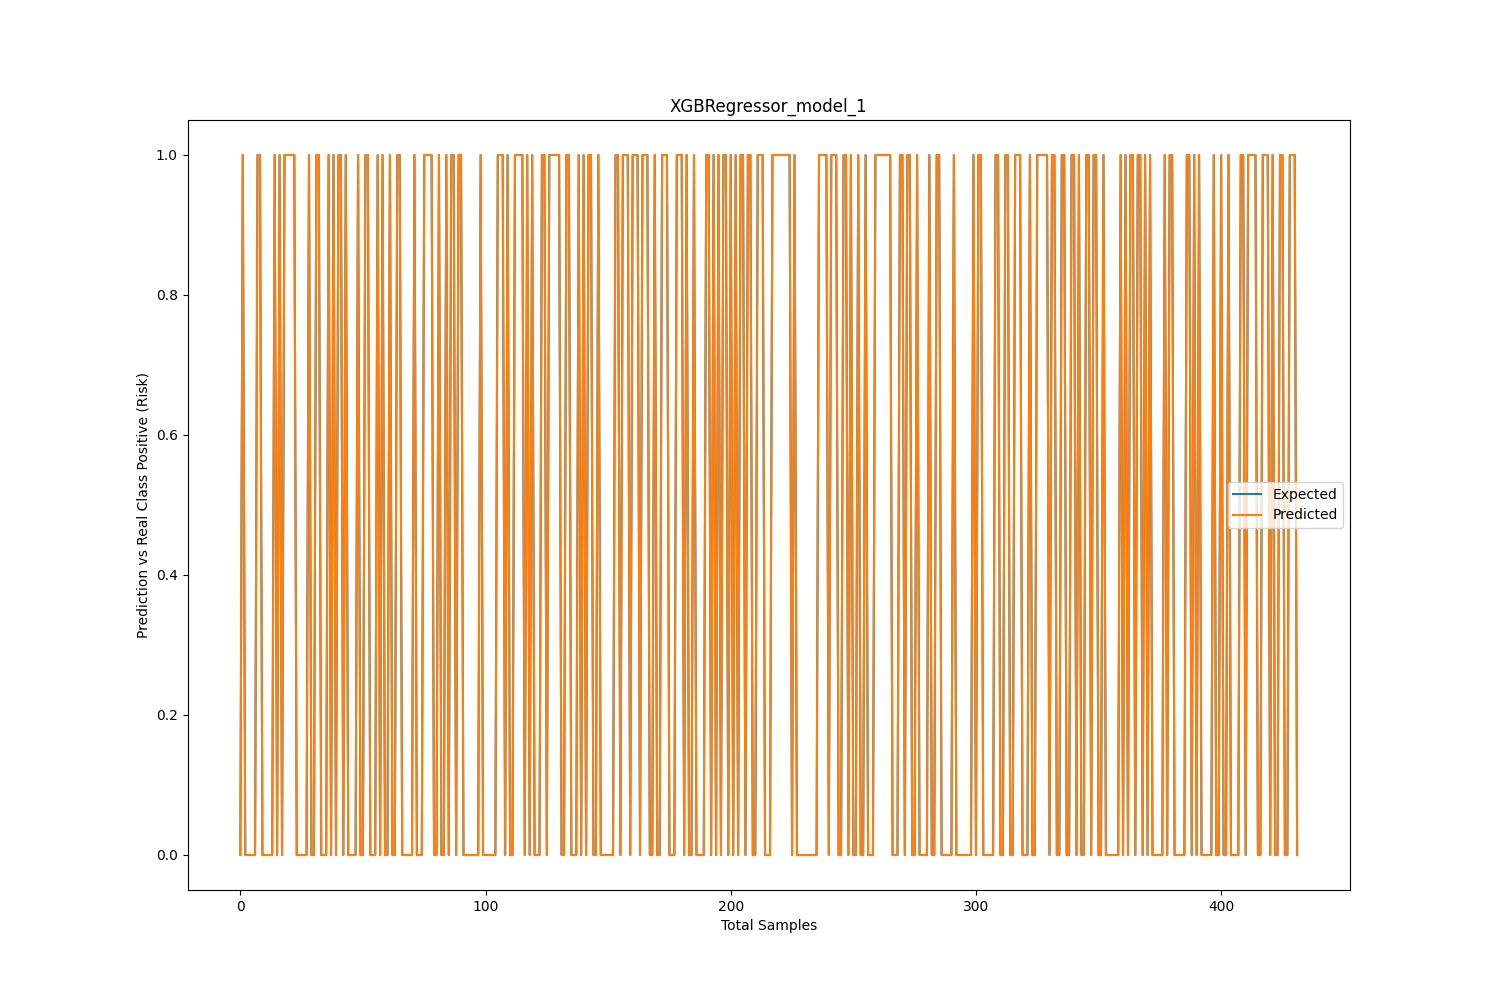 XGBRegressor_model_1
Prediction vs Real Class Positive (Risk)
1.0
0.8
0.6
0.4
0.2
0.0
Expected
Predicted
0 100 200 300 400
Total Samples